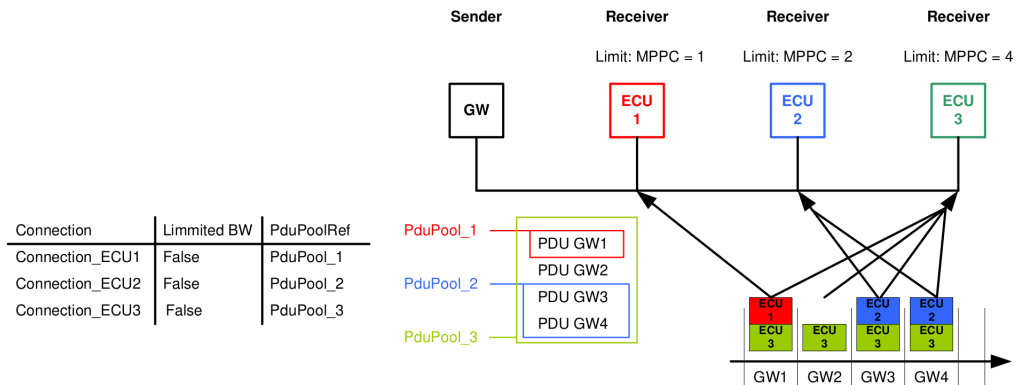 Sender Receiver Receiver Receiver
Limit: MPPC = 1 Limit: MPPC = 2 Limit: MPPC = 4
GW ECU 1 ECU 2 ECU 3
Connection Limmited BW PduPoolRef
Connection_ECU1 False PduPool_1
Connection_ECU2 False PduPool_2
Connection_ECU3 False PduPool_3
PduPool_1
PduPool_2
PduPool_3
PDU GW1
PDU GW2
PDU GW3
PDU GW4
ECU 1 ECU 2 ECU 2
ECU 3 ECU 3 ECU 3 ECU 3
GW1 GW2 GW3 GW4